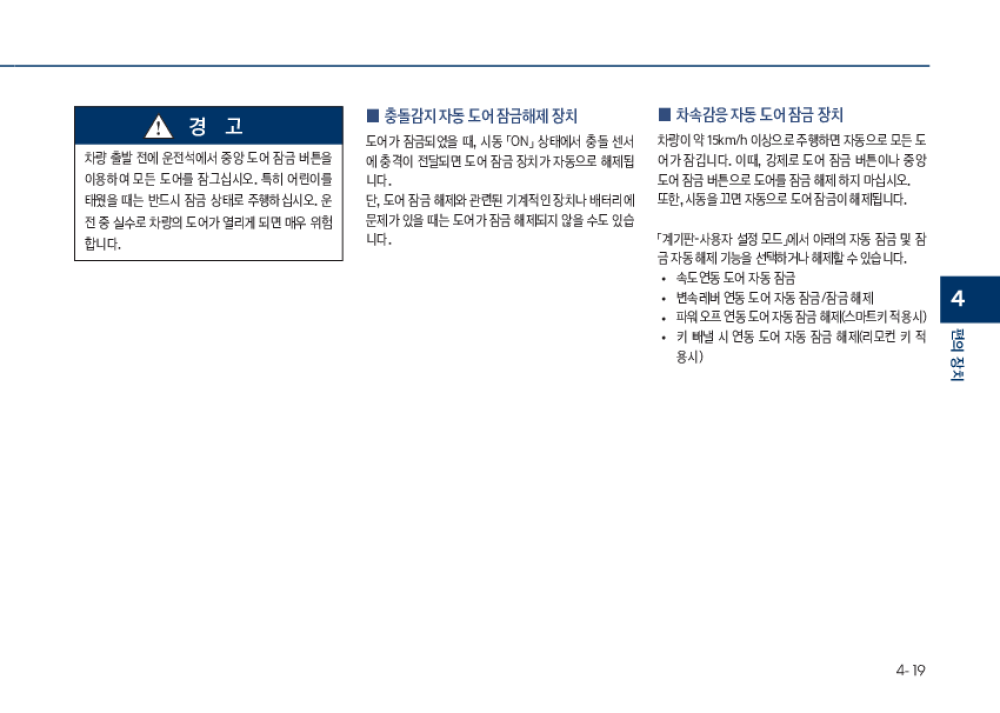 경 고
차량 출발 전에 운전석에서 중앙 도어 잠금 버튼을
이용하여 모든 도어를 잠그십시오. 특히 어린이를
태웠을 때는 반드시 잠금 상태로 주행하십시오. 운
전 중 실수로 차량의 도어가 열리게 되면 매우 위험
합니다.
■ 충돌감지 자동 도어 잠금해제 장치
도어가 잠금되었을 때, 시동 「ON」 상태에서 충돌 센서
에 충격이 전달되면 도어 잠금 장치가 자동으로 해제됩
니다.
단, 도어 잠금 해제와 관련된 기계적인 장치나 배터리에
문제가 있을 때는 도어가 잠금 해제되지 않을 수도 있습
니다.
■ 차속감응 자동 도어 잠금 장치
차량이 약 15km/h 이상으로 주행하면 자동으로 모든 도
어가 잠깁니다. 이때, 강제로 도어 잠금 버튼이나 중앙
도어 잠금 버튼으로 도어를 잠금 해제 하지 마십시오.
또한, 시동을 끄면 자동으로 도어 잠금이 해제됩니다.
「계기판-사용자 설정 모드」에서 아래의 자동 잠금 및 잠
금 자동 해제 기능을 선택하거나 해제할 수 있습니다.
• 속도 연동 도어 자동 잠금
• 변속레버 연동 도어 자동 잠금/잠금 해제
• 파워 오프 연동 도어 자동 잠금 해제(스마트키 적용시)
• 키 빼낼 시 연동 도어 자동 잠금 해제(리모컨 키 적
용시)
4
편의 장치
4-19